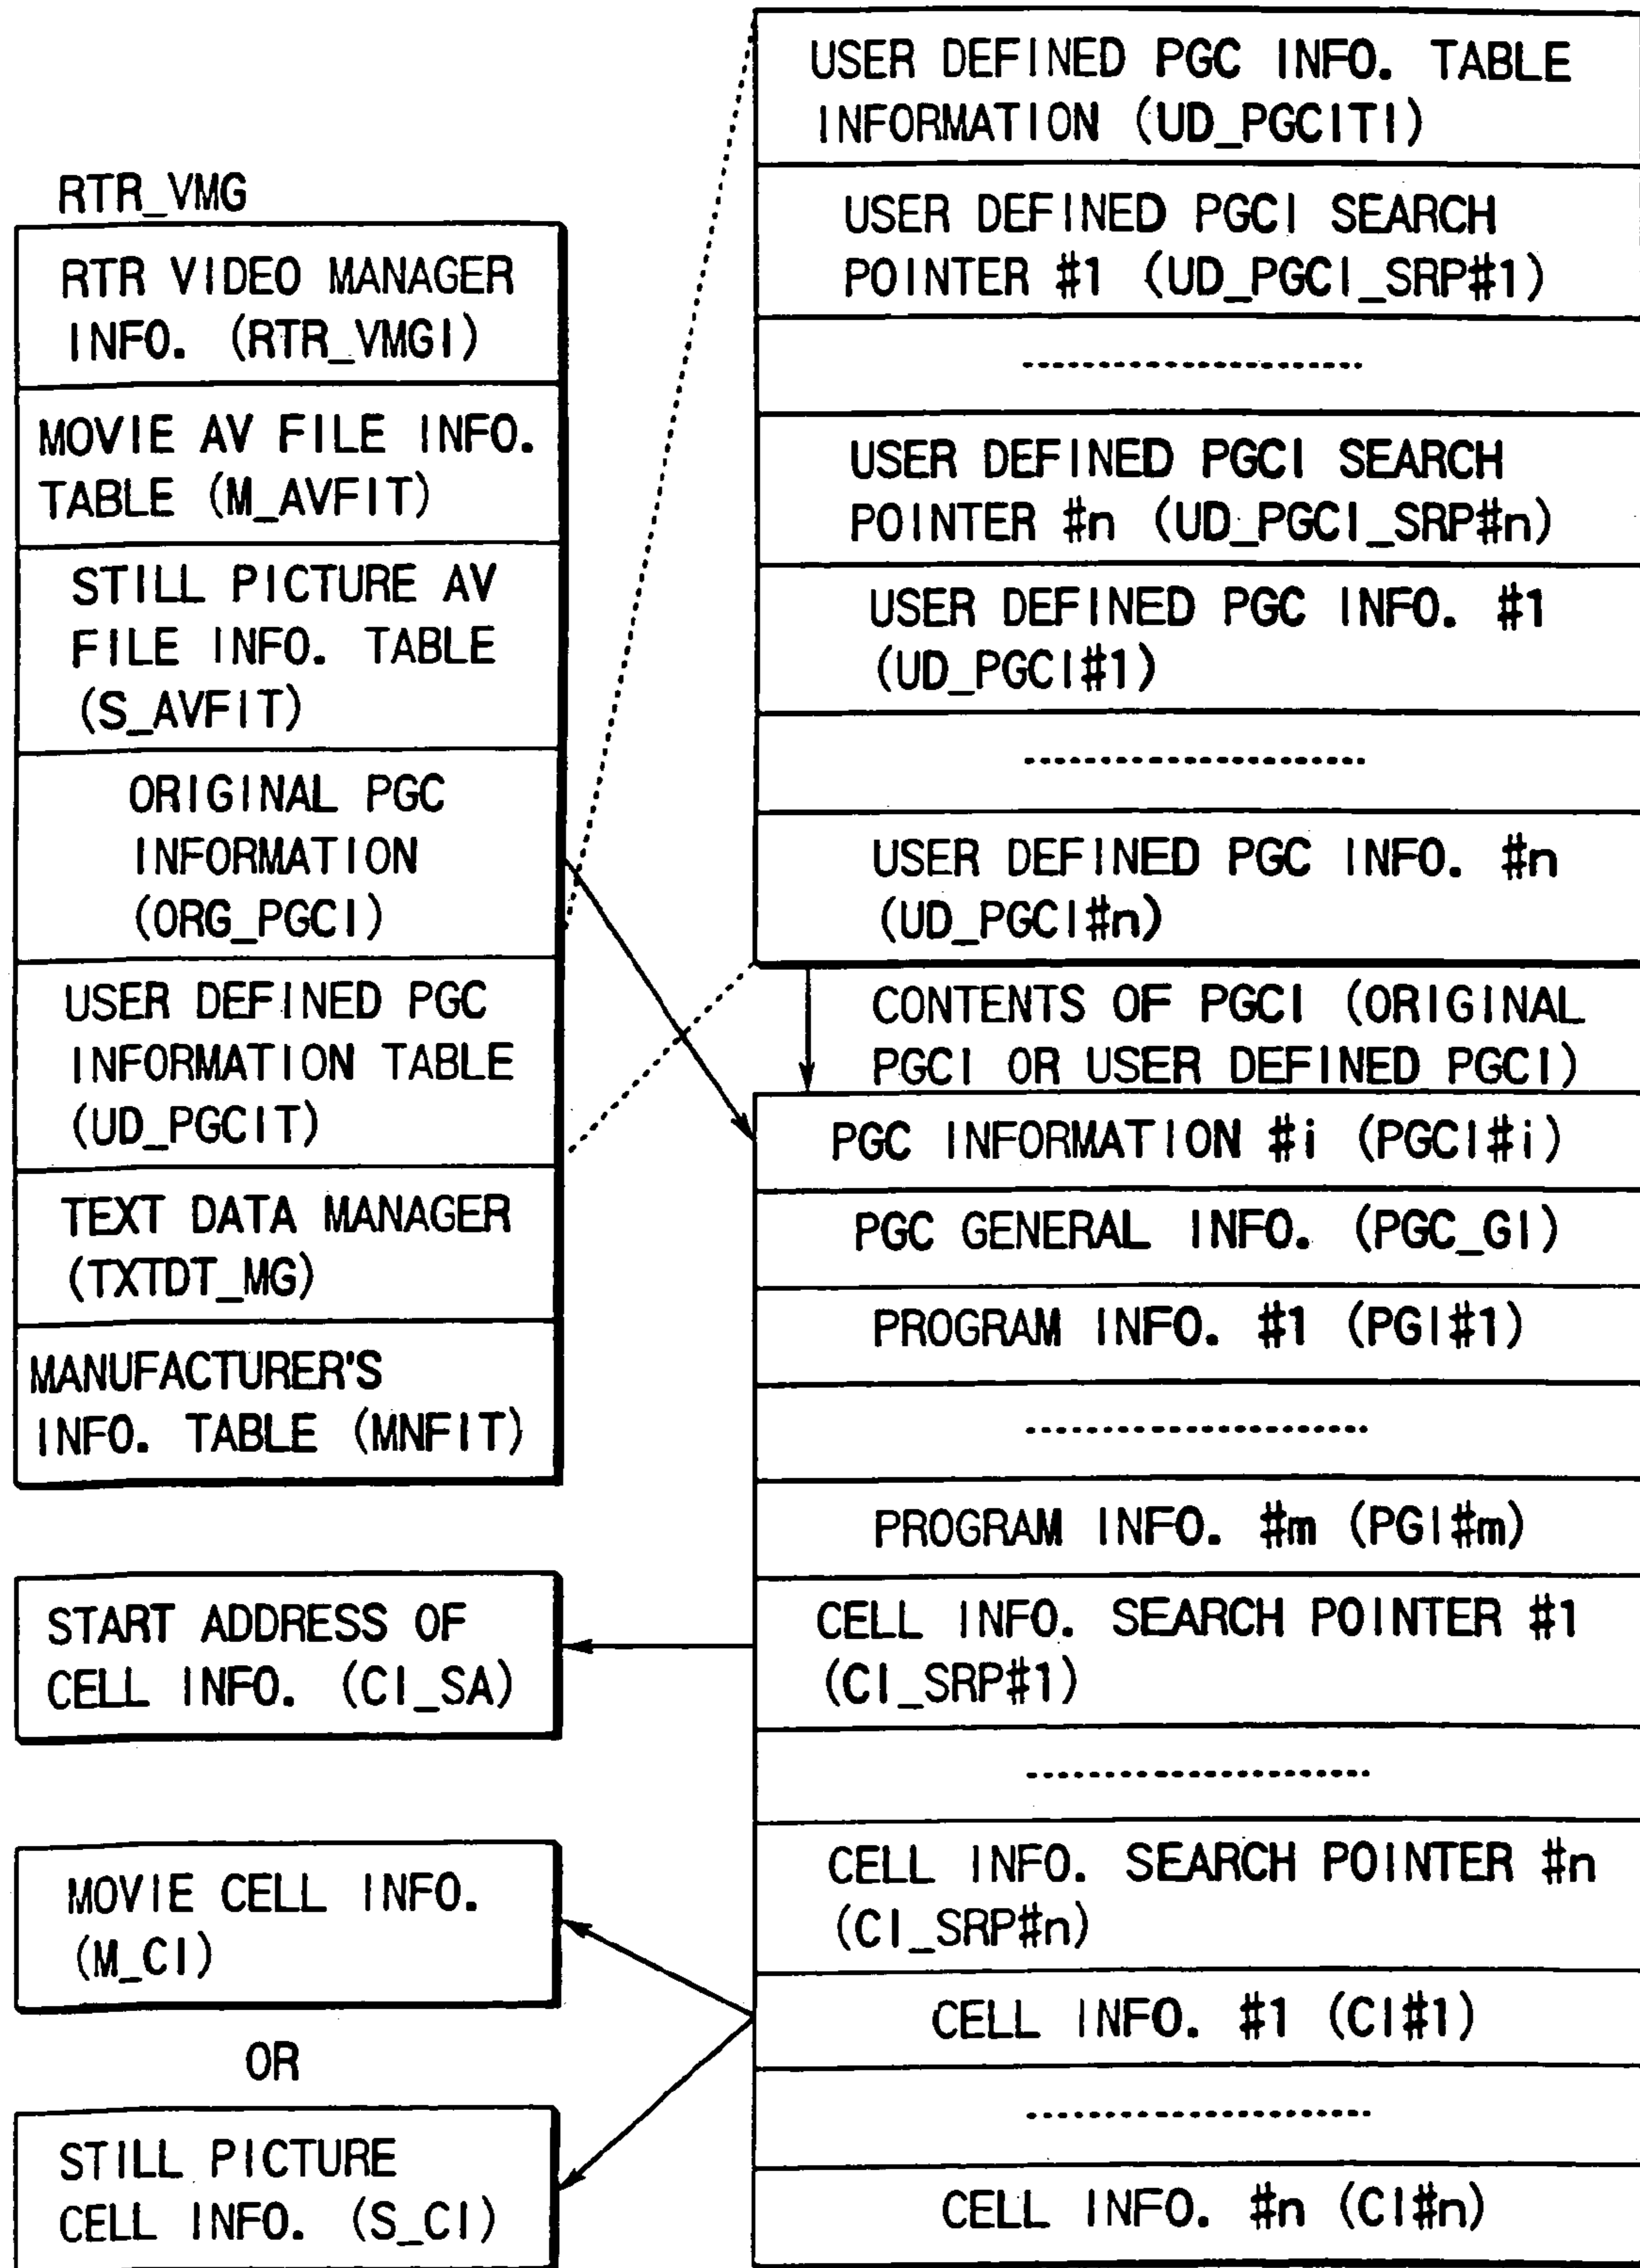 RTR_VMG
RTR VIDEO MANAGER
INFO. (RTR_VMGI)
MOVIE AV FILE INFO.
TABLE (M_AVFIT)
STILL PICTURE AV
FILE INFO. TABLE
(S_AVFIT)
ORIGINAL PGC
INFORMATION
(ORG_PGCI)
USER DEFINED PGC
INFORMATION TABLE
(UD_PGCIT)
TEXT DATA MANAGER
(TXTDT_MG)
MANUFACTURER'S
INFO. TABLE (MNFIT)
START ADDRESS OF
CELL INFO. (CI_SA)
MOVIE CELL INFO.
(M_CI)
OR
STILL PICTURE
CELL INFO. (S_CI)
USER DEFINED PGC INFO. TABLE
INFORMATION (UD_PGCITI)
USER DEFINED PGCI SEARCH
POINTER #1 (UD_PGCI_SRP#1)
USER DEFINED PGCI SEARCH
POINTER #n (UD_PGCI_SRP#n)
USER DEFINED PGC INFO. #1
(UD_PGCI#1)
USER DEFINED PGC INFO. #n
(UD_PGCI#n)
CONTENTS OF PGCI (ORIGINAL
PGCI OR USER DEFINED PGCI)
PGC INFORMATION #i (PGCI#i)
PGC GENERAL INFO. (PGC_GI)
PROGRAM INFO. #1 (PGI#1)
PROGRAM INFO. #m (PGI#m)
CELL INFO. SEARCH POINTER #1
(CI_SRP#1)
CELL INFO. SEARCH POINTER #n
(CI_SRP#n)
CELL INFO. #1 (CI#1)
CELL INFO. #n (CI#n)